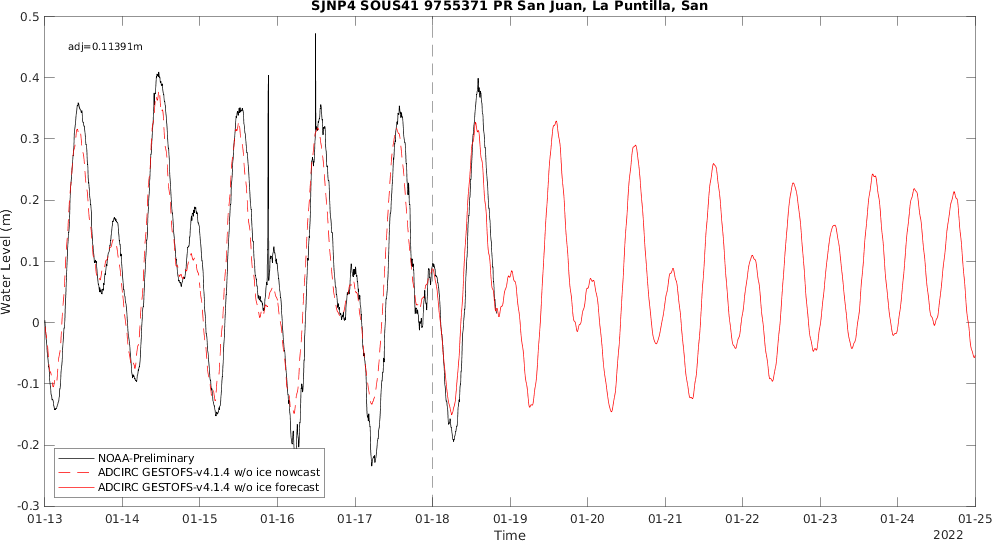 SJNP4 SOUS41 9755371 PR San Juan, La Puntilla, San
adj=0.11391m
Water Level (m)
0.5
0.4
0.3
0.2
0.1
0
-0.1
-0.2
-0.3
NOAA-Preliminary
ADCIRC GESTOFS-v4.1.4 w/o ice nowcast
ADCIRC GESTOFS-v4.1.4 w/o ice forecast
01-13 01-14 01-15 01-16 01-17 01-18 01-19 01-20 01-21 01-22 01-23 01-24 01-25
Time
2022